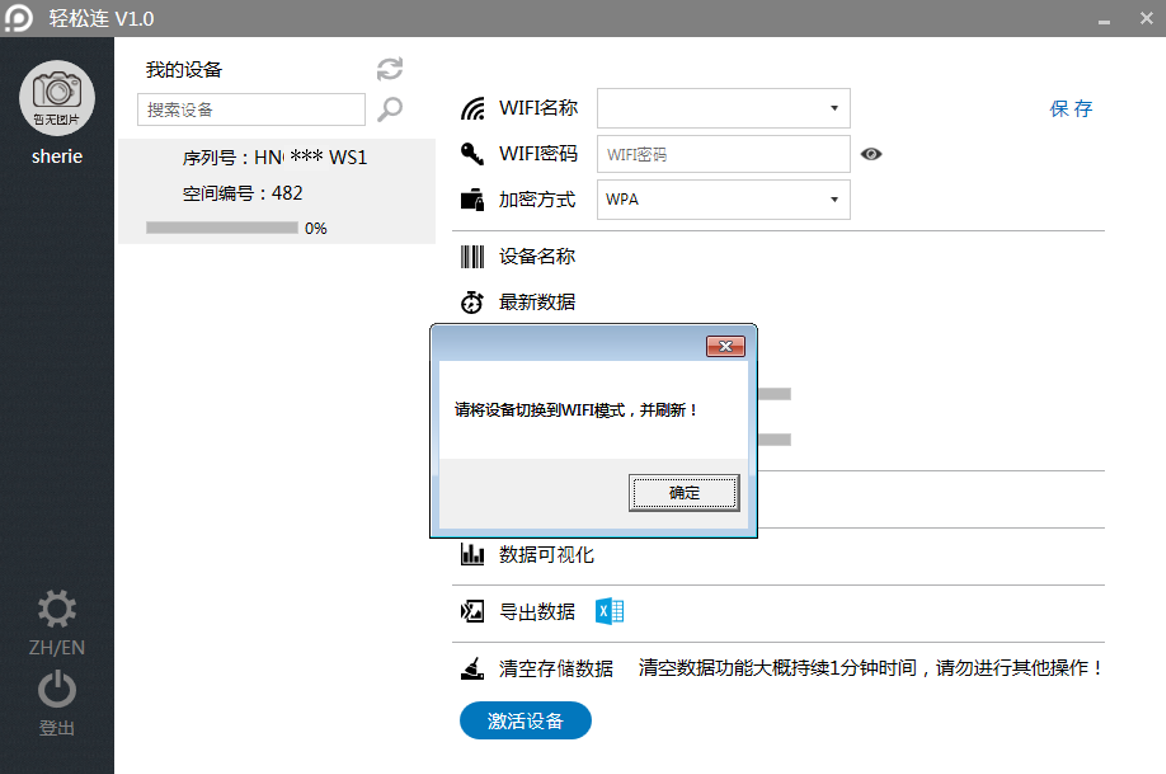 轻松连 V1.0
暂无图片
sherie
ZH/EN
登出
我的设备
搜索设备
序列号：HN *** WS1
空间编号：482
0%
WIFI名称
保 存
WIFI密码 WIFI密码
加密方式 WPA
设备名称
最新数据
请将设备切换到WIFI模式，并刷新！
确定
数据可视化
导出数据
清空存储数据 清空数据功能大概持续1分钟时间，请勿进行其他操作！
激活设备